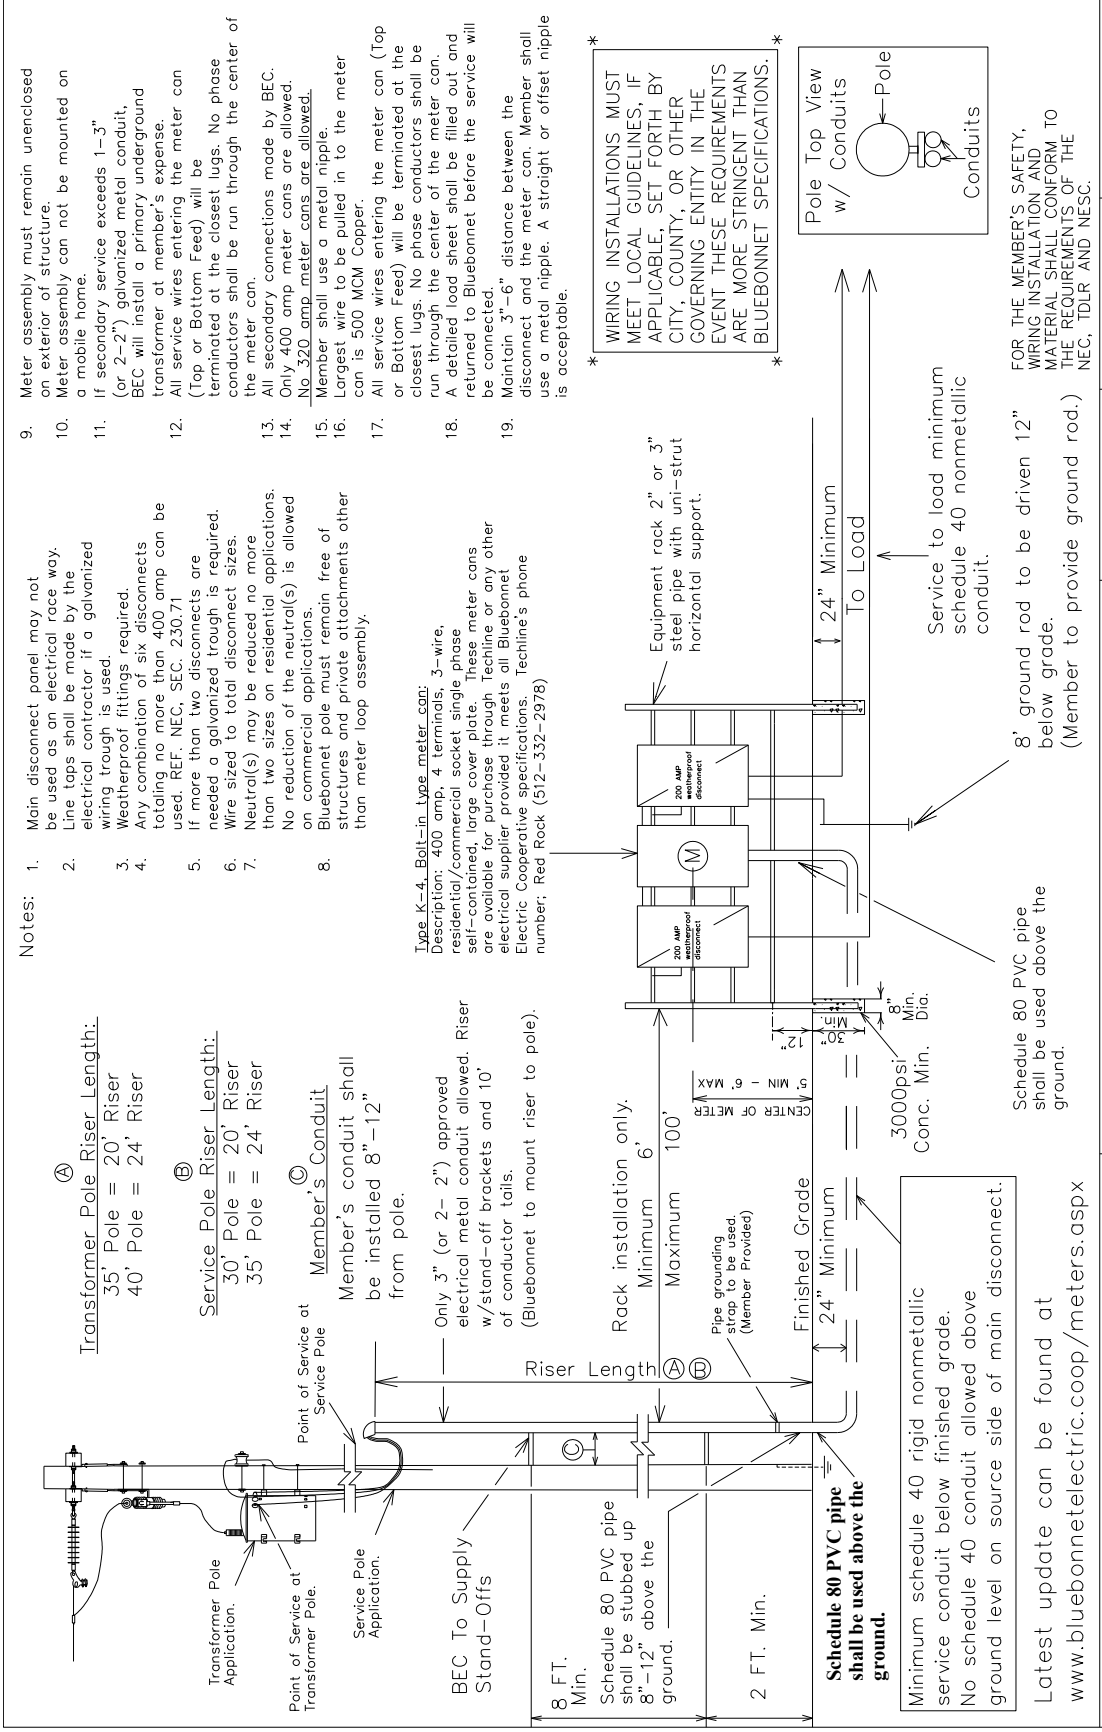 Notes:
1. Main disconnect panel may not
be used as an electrical race way.
2. Line taps shall be made by the
electrical contractor if a galvanized
wiring trough is used.
3. Weatherproof fittings required.
4. Any combination of six disconnects
totaling no more than 400 amp can be
used. REF. NEC, SEC. 230.71
5. If more than two disconnects are
needed a galvanized trough is required.
6. Wire sized to total disconnect sizes.
7. Neutral(s) may be reduced no more
than two sizes on residential applications.
No reduction of the neutral(s) is allowed
on commercial applications.
8. Bluebonnet pole must remain free of
structures and private attachments other
than meter loop assembly.
9. Meter assembly must remain unenclosed
on exterior of structure.
10. Meter assembly can not be mounted on
a mobile home.
11. If secondary service exceeds 1-3"
(or 2-2") galvanized metal conduit,
BEC will install a primary underground
transformer at member's expense.
12. All service wires entering the meter can
(Top or Bottom Feed) will be
terminated at the closest lugs. No phase
conductors shall be run through the center of
the meter can.
13. All secondary connections made by BEC.
14. Only 400 amp meter cans are allowed.
No 320 amp meter cans are allowed.
15. Member shall use a metal nipple.
16. Largest wire to be pulled in to the meter
can is 500 MCM Copper.
17. All service wires entering the meter can (Top
or Bottom Feed) will be terminated at the
closest lugs. No phase conductors shall be
run through the center of the meter can.
18. A detailed load sheet shall be filled out and
returned to Bluebonnet before the service will
be connected.
19. Maintain 3"-6" distance between the
disconnect and the meter can. Member shall
use a metal nipple. A straight or offset nipple
is acceptable.
Ⓐ
Transformer Pole Riser Length:
35' Pole = 20' Riser
40' Pole = 24' Riser
Ⓑ
Service Pole Riser Length:
30' Pole = 20' Riser
35' Pole = 24' Riser
Ⓒ
Member's Conduit
Member's conduit shall
be installed 8"-12"
from pole.
Type K-4, Bolt-in type meter can:
Description: 400 amp, 4 terminals, 3-wire,
residential/commercial socket single phase
self-contained, large cover plate. These meter cans
are available for purchase through Techline or any other
electrical supplier provided it meets all Bluebonnet
Electric Cooperative specifications. Techline's phone
number; Red Rock (512-332-2978)
* *
WIRING INSTALLATIONS MUST
MEET LOCAL GUIDELINES, IF
APPLICABLE, SET FORTH BY
CITY, COUNTY, OR OTHER
GOVERNING ENTITY IN THE
EVENT THESE REQUIREMENTS
ARE MORE STRINGENT THAN
BLUEBONNET SPECIFICATIONS.
* *
Pole Top View
w/ Conduits
Pole
Conduits
Transformer Pole
Application.
Point of Service at
Transformer Pole.
Service Pole
Application.
Point of Service at
Service Pole
Only 3" (or 2- 2") approved
electrical metal conduit allowed. Riser
w/stand-off brackets and 10'
of conductor tails.
(Bluebonnet to mount riser to pole).
BEC To Supply
Stand-Offs
Riser Length Ⓐ Ⓑ
Ⓒ
Rack installation only.
Minimum 6'
Maximum 100'
Equipment rack 2" or 3"
steel pipe with uni-strut
horizontal support.
200 AMP
weatherproof
disconnect
M
200 AMP
weatherproof
disconnect
CENTER OF METER
5' MIN - 6' MAX
12"
30"
Min.
8"
Min.
Dia.
3000psi
Conc. Min.
8 FT.
Min.
Schedule 80 PVC pipe
shall be stubbed up
8"-12" above the
ground.
2 FT. Min.
Pipe grounding
strap to be used.
(Member Provided)
Finished Grade
24" Minimum
24" Minimum
To Load
Service to load minimum
schedule 40 nonmetallic
conduit.
Schedule 80 PVC pipe
shall be used above the
ground.
Schedule 80 PVC pipe
shall be used above the
ground.
8' ground rod to be driven 12"
below grade.
(Member to provide ground rod.)
Minimum schedule 40 rigid nonmetallic
service conduit below finished grade.
No schedule 40 conduit allowed above
ground level on source side of main disconnect.
FOR THE MEMBER'S SAFETY,
WIRING INSTALLATION AND
MATERIAL SHALL CONFORM TO
THE REQUIREMENTS OF THE
NEC, TDLR AND NESC.
Latest update can be found at
www.bluebonnetelectric.coop/meters.aspx